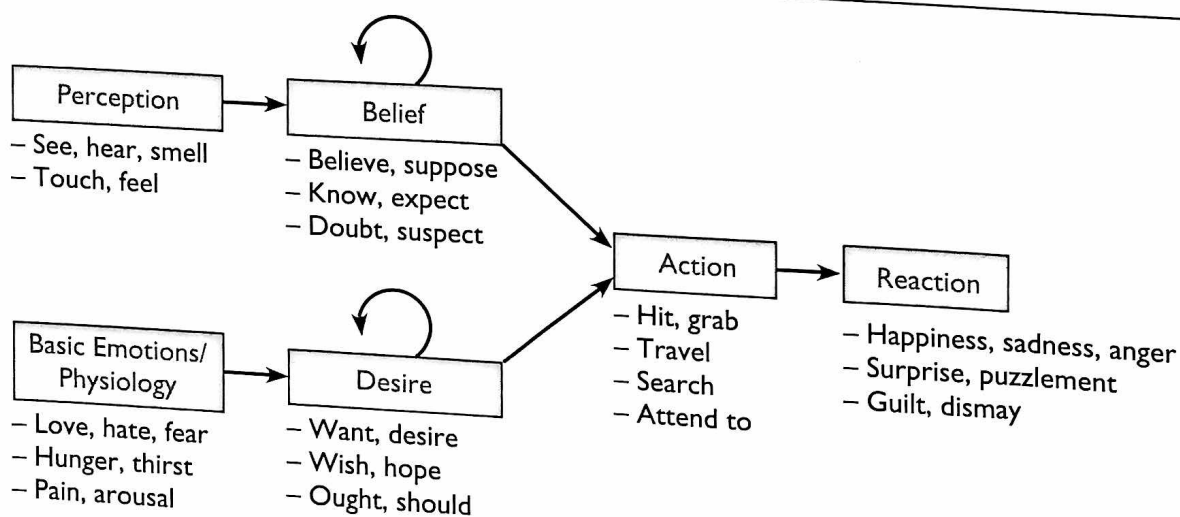 Perception
– See, hear, smell
– Touch, feel
Belief
– Believe, suppose
– Know, expect
– Doubt, suspect
Basic Emotions/
Physiology
– Love, hate, fear
– Hunger, thirst
– Pain, arousal
Desire
– Want, desire
– Wish, hope
– Ought, should
Action
– Hit, grab
– Travel
– Search
– Attend to
Reaction
– Happiness, sadness, anger
– Surprise, puzzlement
– Guilt, dismay